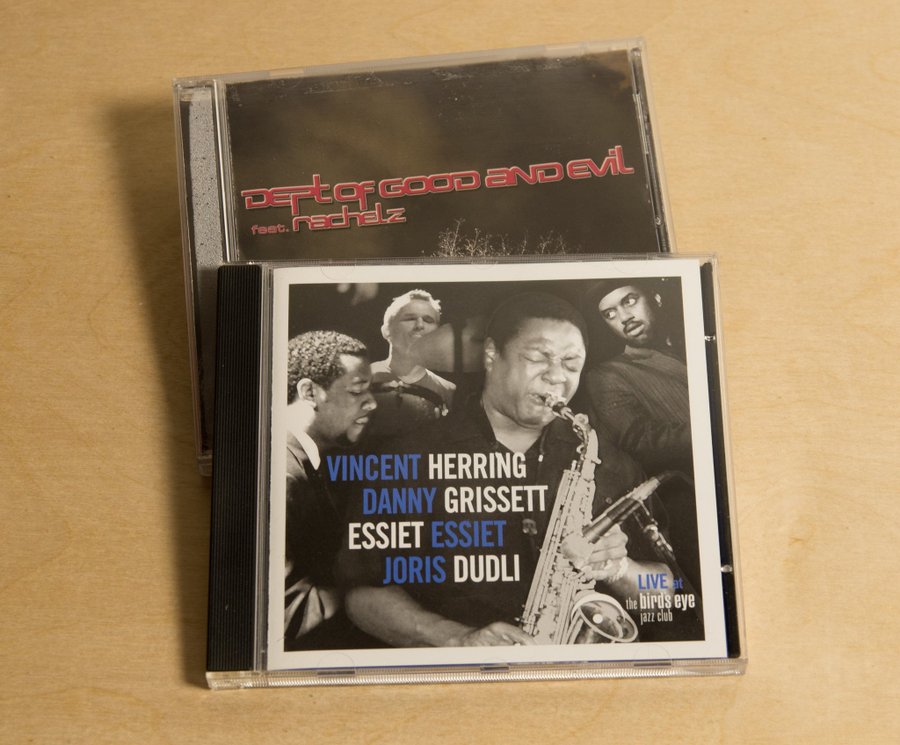 Dept of Good and Evil
feat. rachel z
VINCENT HERRING
DANNY GRISSETT
ESSIET ESSIET
JORIS DUDLI
LIVE at
the birds eye
jazz club